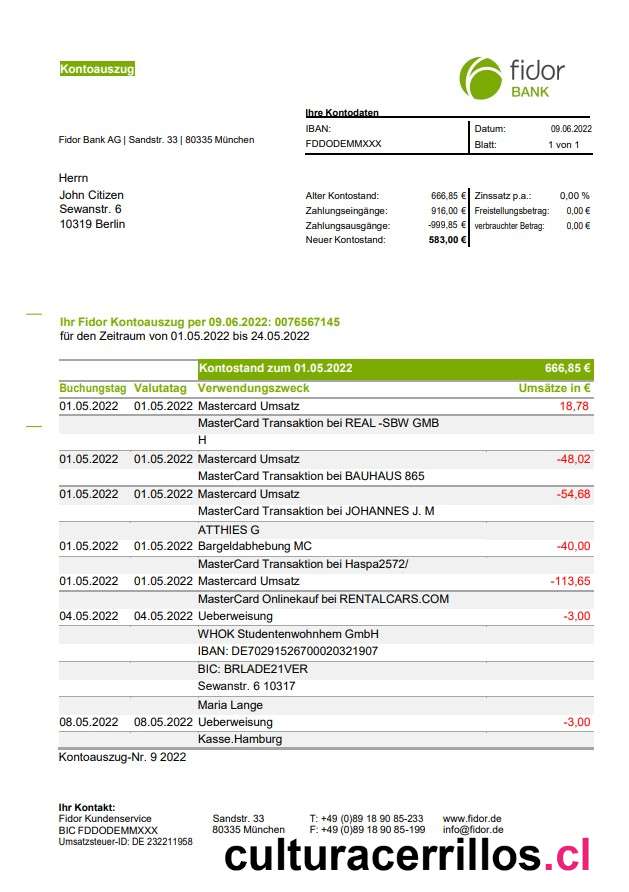 Kontoauszug
fidor
BANK
Ihre Kontodaten
IBAN:
FDDODEMMXXX
Datum: 09.06.2022
Blatt: 1 von 1
Fidor Bank AG | Sandstr. 33 | 80335 München
Herrn
John Citizen
Sewanstr. 6
10319 Berlin
Alter Kontostand: 666,85 € Zinssatz p.a.: 0,00 %
Zahlungseingänge: 916,00 € Freistellungsbetrag: 0,00 €
Zahlungsausgänge: -999,85 € verbrauchter Betrag: 0,00 €
Neuer Kontostand: 583,00 €
Ihr Fidor Kontoauszug per 09.06.2022: 0076567145
für den Zeitraum von 01.05.2022 bis 24.05.2022
Kontostand zum 01.05.2022 666,85 €
Buchungstag Valutatag Verwendungszweck Umsätze in €
01.05.2022 01.05.2022 Mastercard Umsatz 18,78
MasterCard Transaktion bei REAL -SBW GMB
H
01.05.2022 01.05.2022 Mastercard Umsatz -48,02
MasterCard Transaktion bei BAUHAUS 865
01.05.2022 01.05.2022 Mastercard Umsatz -54,68
MasterCard Transaktion bei JOHANNES J. M
ATTHIES G
01.05.2022 01.05.2022 Bargeldabhebung MC -40,00
MasterCard Transaktion bei Haspa2572/
01.05.2022 01.05.2022 Mastercard Umsatz -113,65
MasterCard Onlinekauf bei RENTALCARS.COM
04.05.2022 04.05.2022 Ueberweisung -3,00
WHOK Studentenwohnhem GmbH
IBAN: DE70291526700020321907
BIC: BRLADE21VER
Sewanstr. 6 10317
Maria Lange
08.05.2022 08.05.2022 Ueberweisung -3,00
Kasse.Hamburg
Kontoauszug-Nr. 9 2022
Ihr Kontakt:
Fidor Kundenservice Sandstr. 33 T: +49 (0)89 18 90 85-233 www.fidor.de
BIC FDDODEMMXXX 80335 München F: +49 (0)89 18 90 85-199 info@fidor.de
Umsatzsteuer-ID: DE 232211958
culturacerrillos.cl